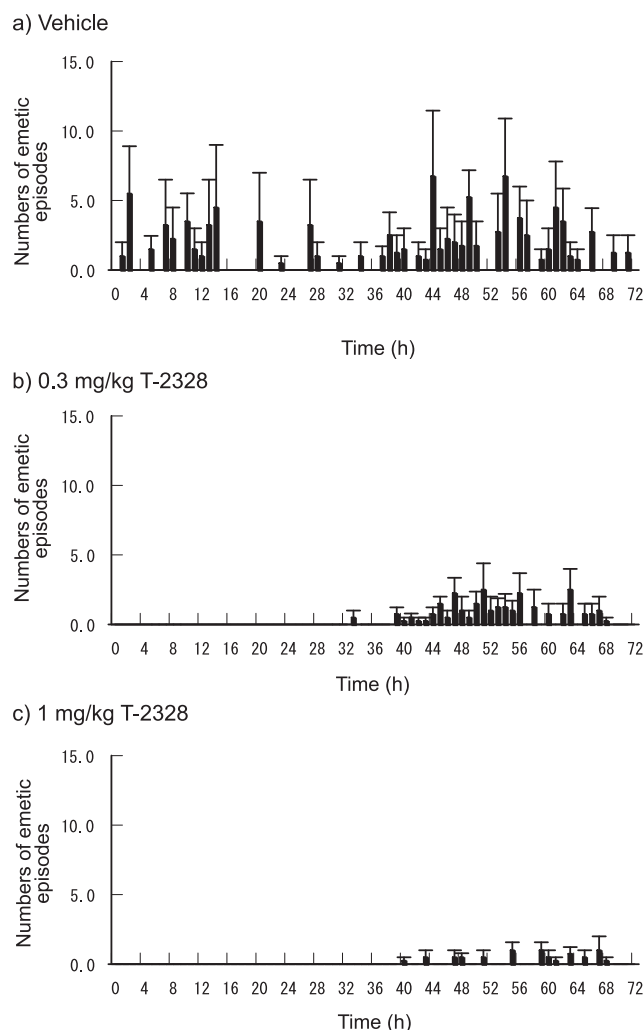 a) Vehicle
15.0
10.0
5.0
0.0
Numbers of emetic
episodes
0 4 8 12 16 20 24 28 32 36 40 44 48 52 56 60 64 68 72
Time (h)
b) 0.3 mg/kg T-2328
15.0
10.0
5.0
0.0
Numbers of emetic
episodes
0 4 8 12 16 20 24 28 32 36 40 44 48 52 56 60 64 68 72
Time (h)
c) 1 mg/kg T-2328
15.0
10.0
5.0
0.0
Numbers of emetic
episodes
0 4 8 12 16 20 24 28 32 36 40 44 48 52 56 60 64 68 72
Time (h)